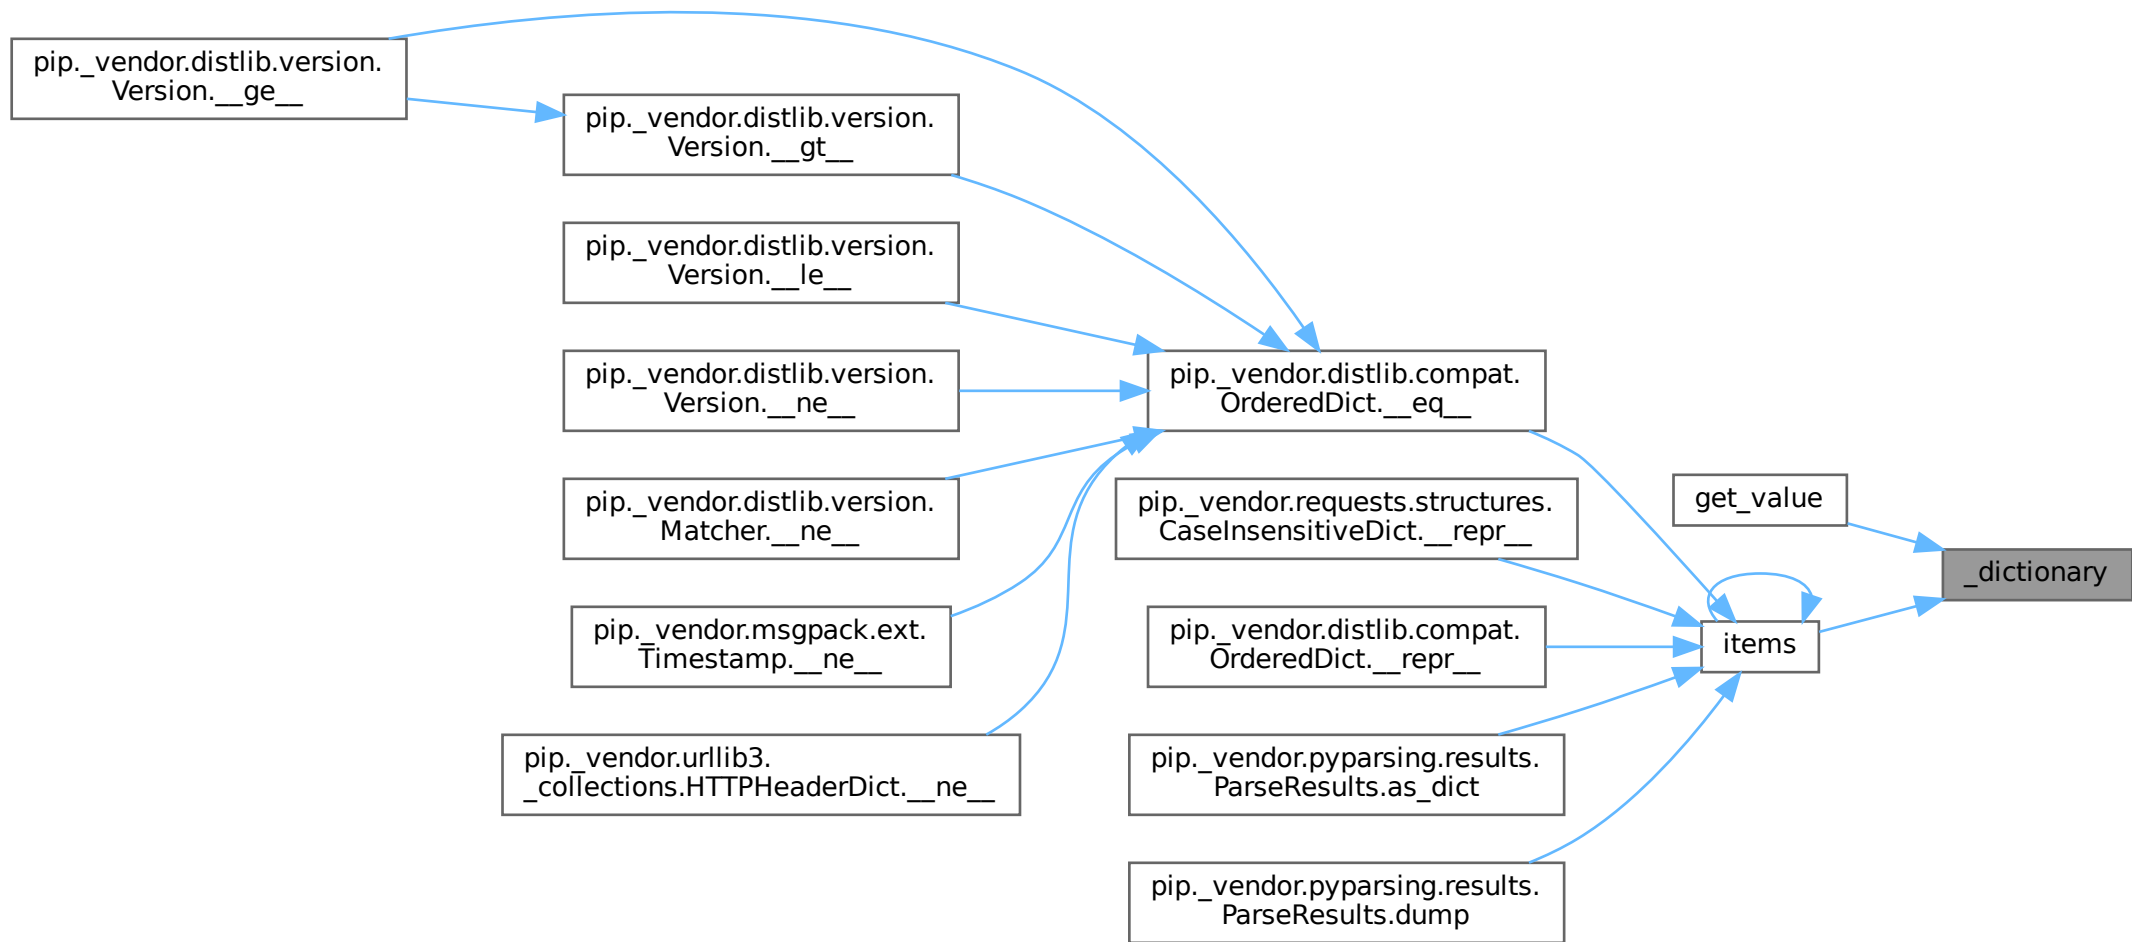 pip._vendor.distlib.version.
Version.__ge__
pip._vendor.distlib.version.
Version.__gt__
pip._vendor.distlib.version.
Version.__le__
pip._vendor.distlib.version.
Version.__ne__
pip._vendor.distlib.version.
Matcher.__ne__
pip._vendor.msgpack.ext.
Timestamp.__ne__
pip._vendor.urllib3.
_collections.HTTPHeaderDict.__ne__
pip._vendor.distlib.compat.
OrderedDict.__eq__
pip._vendor.requests.structures.
CaseInsensitiveDict.__repr__
pip._vendor.distlib.compat.
OrderedDict.__repr__
pip._vendor.pyparsing.results.
ParseResults.as_dict
pip._vendor.pyparsing.results.
ParseResults.dump
get_value
items
_dictionary